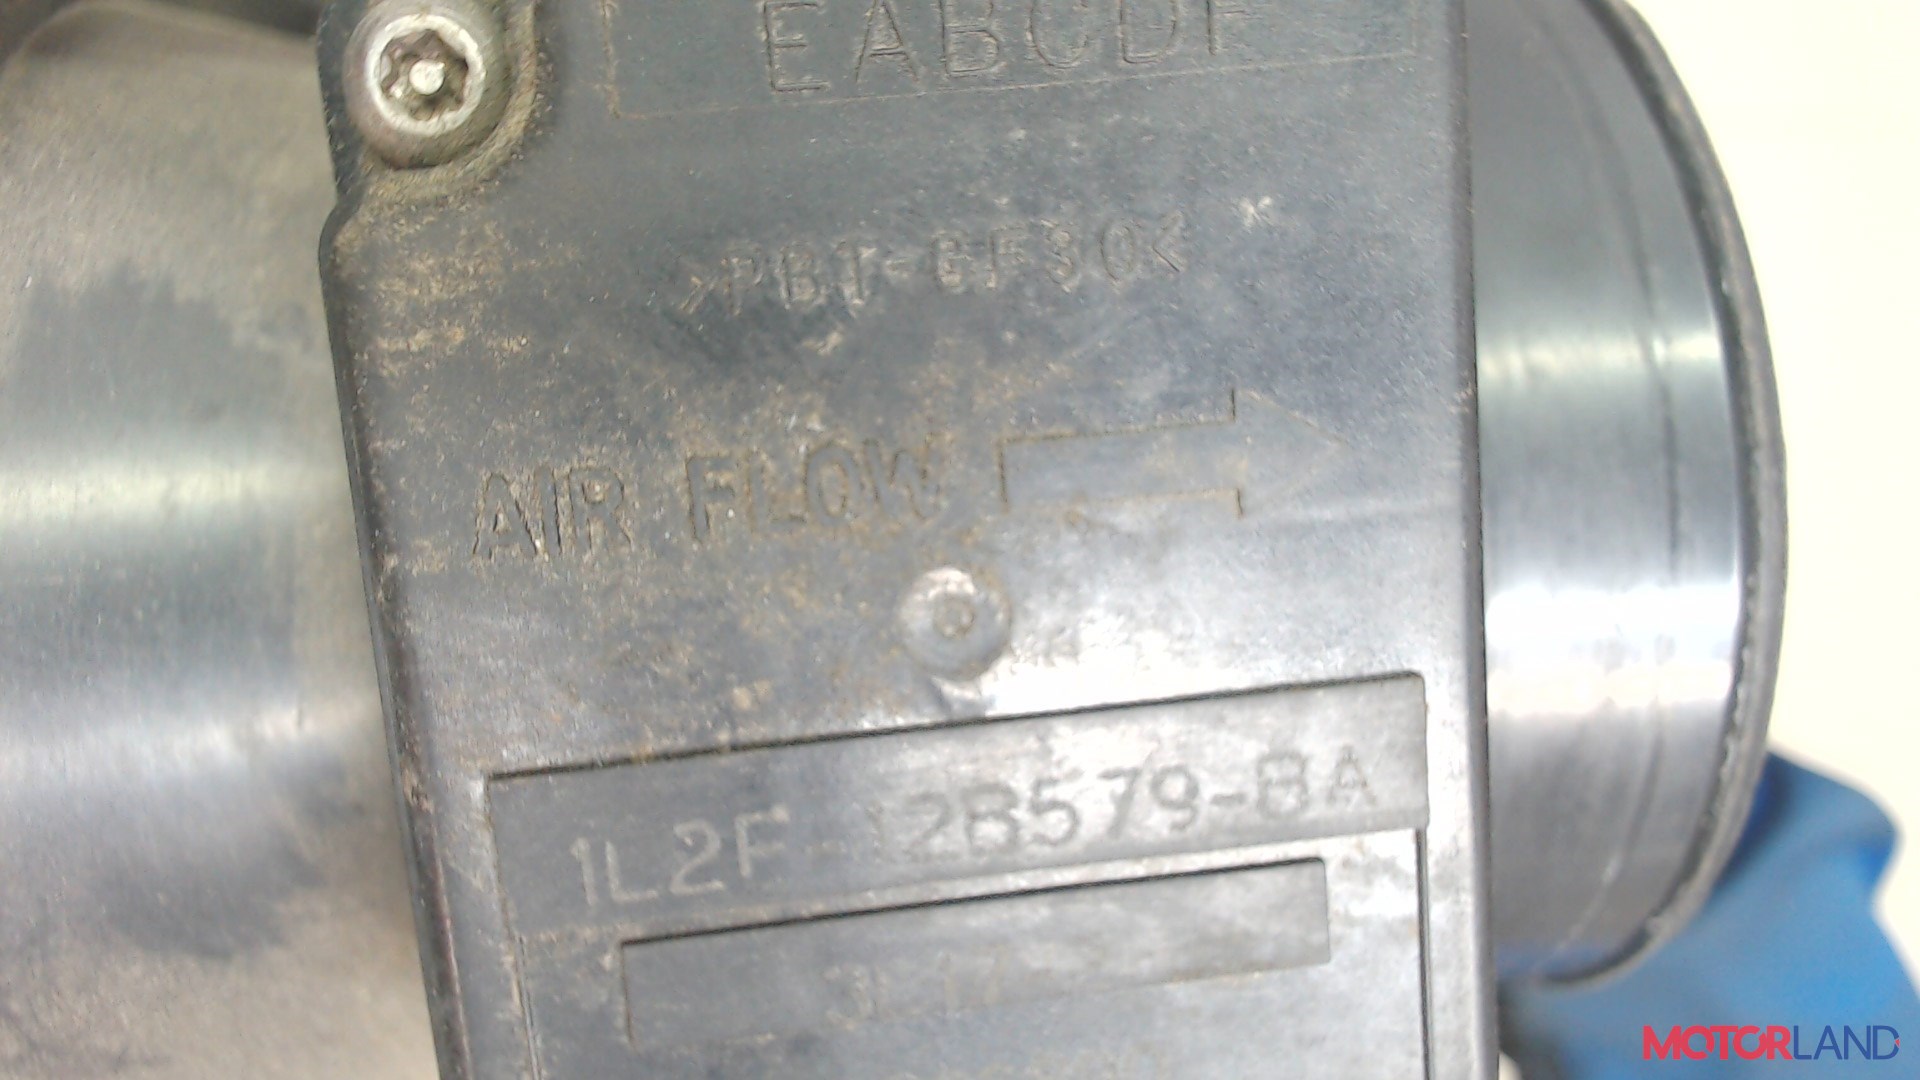 EABCDF
>PBT-GF30<
AIR FLOW
1L2F-12B579-BA
MOTORLAND